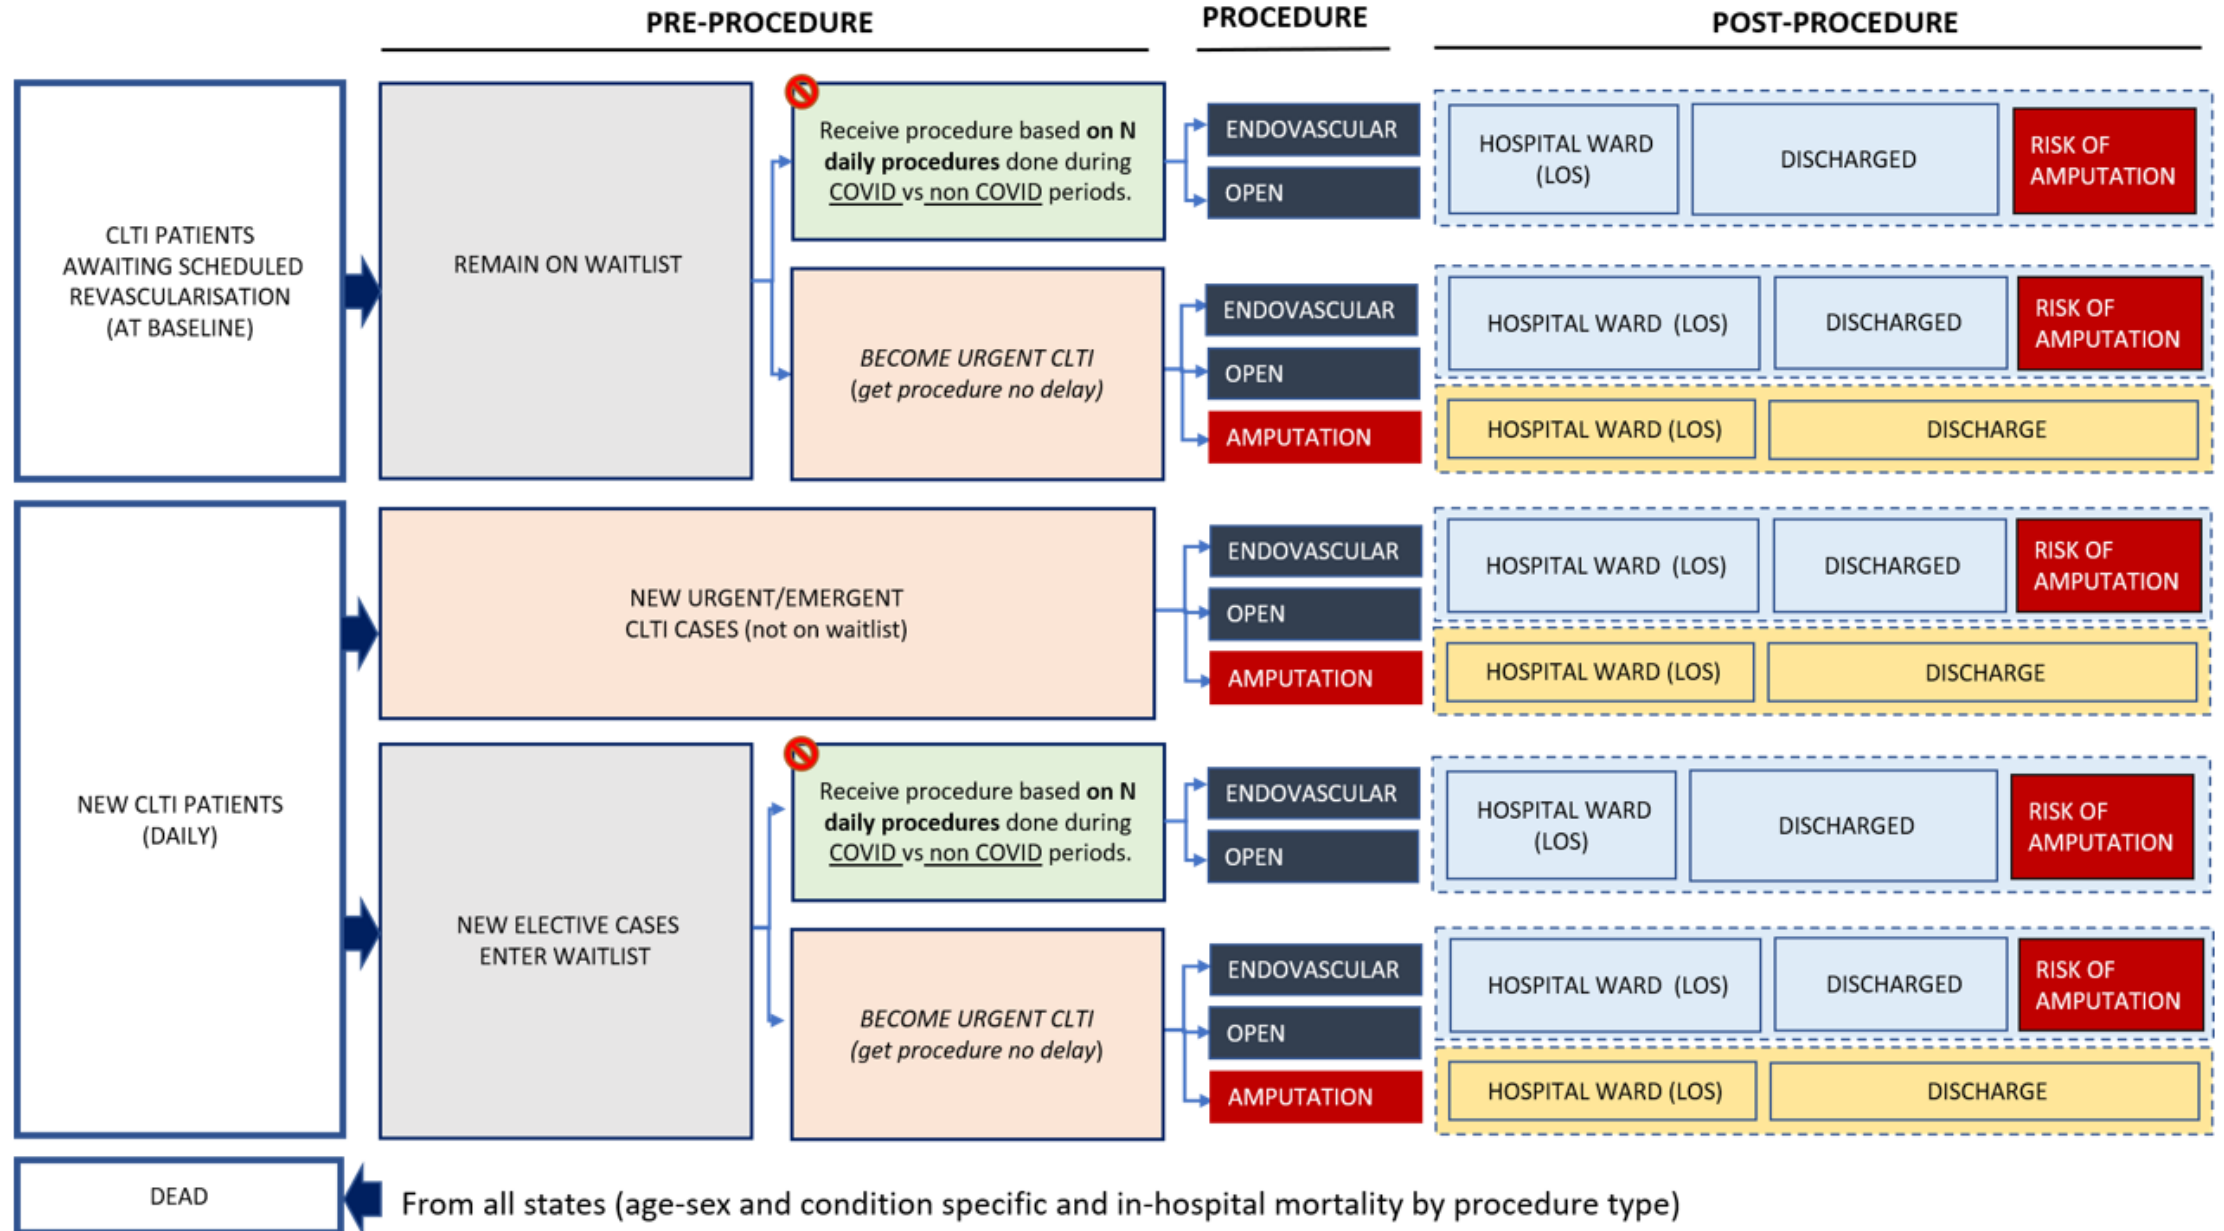 PRE-PROCEDURE
PROCEDURE
POST-PROCEDURE
CLTI PATIENTS
AWAITING SCHEDULED
REVASCULARISATION
(AT BASELINE)
REMAIN ON WAITLIST
Receive procedure based on N
daily procedures done during
COVID vs non COVID periods.
ENDOVASCULAR
OPEN
HOSPITAL WARD
(LOS)
DISCHARGED
RISK OF
AMPUTATION
BECOME URGENT CLTI
(get procedure no delay)
ENDOVASCULAR
OPEN
AMPUTATION
HOSPITAL WARD (LOS)
DISCHARGED
RISK OF
AMPUTATION
HOSPITAL WARD (LOS)
DISCHARGE
NEW CLTI PATIENTS
(DAILY)
NEW URGENT/EMERGENT
CLTI CASES (not on waitlist)
ENDOVASCULAR
OPEN
AMPUTATION
HOSPITAL WARD (LOS)
DISCHARGED
RISK OF
AMPUTATION
HOSPITAL WARD (LOS)
DISCHARGE
NEW ELECTIVE CASES
ENTER WAITLIST
Receive procedure based on N
daily procedures done during
COVID vs non COVID periods.
ENDOVASCULAR
OPEN
HOSPITAL WARD
(LOS)
DISCHARGED
RISK OF
AMPUTATION
BECOME URGENT CLTI
(get procedure no delay)
ENDOVASCULAR
OPEN
AMPUTATION
HOSPITAL WARD (LOS)
DISCHARGED
RISK OF
AMPUTATION
HOSPITAL WARD (LOS)
DISCHARGE
DEAD
From all states (age-sex and condition specific and in-hospital mortality by procedure type)